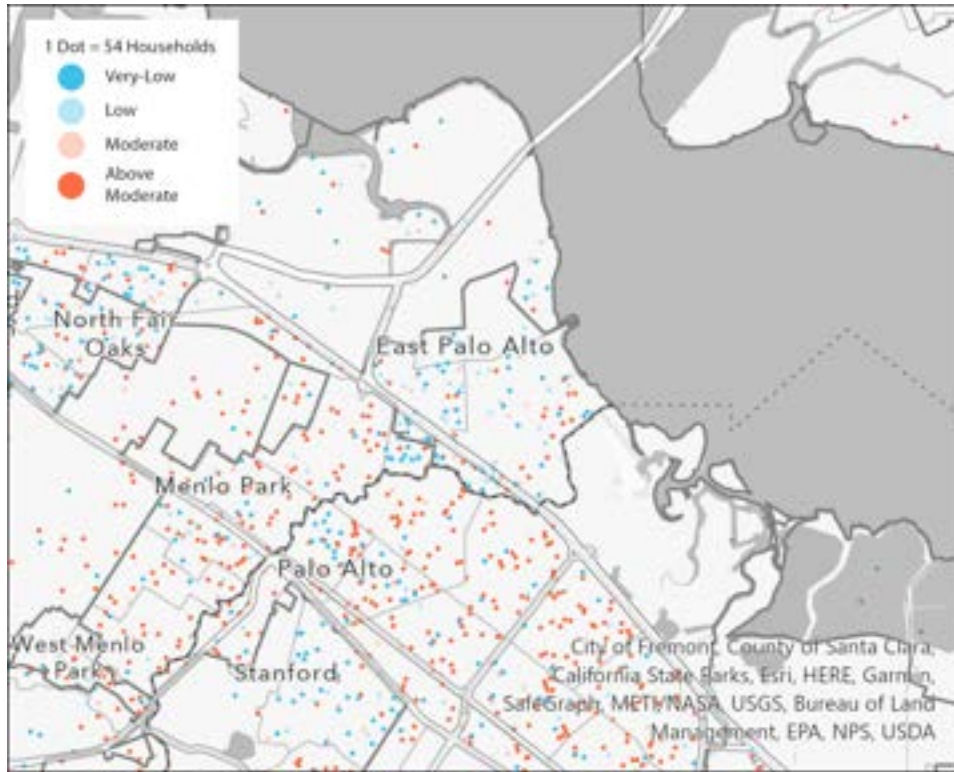 1 Dot = 54 Households
Very-Low
Low
Moderate
Above
Moderate
North Fair
Oaks
East Palo Alto
Menlo Park
Palo Alto
West Menlo
Park
Stanford
City of Fremont, County of Santa Clara,
California State Parks, Esri, HERE, Garmin,
SafeGraph, METI/NASA, USGS, Bureau of Land
Management, EPA, NPS, USDA